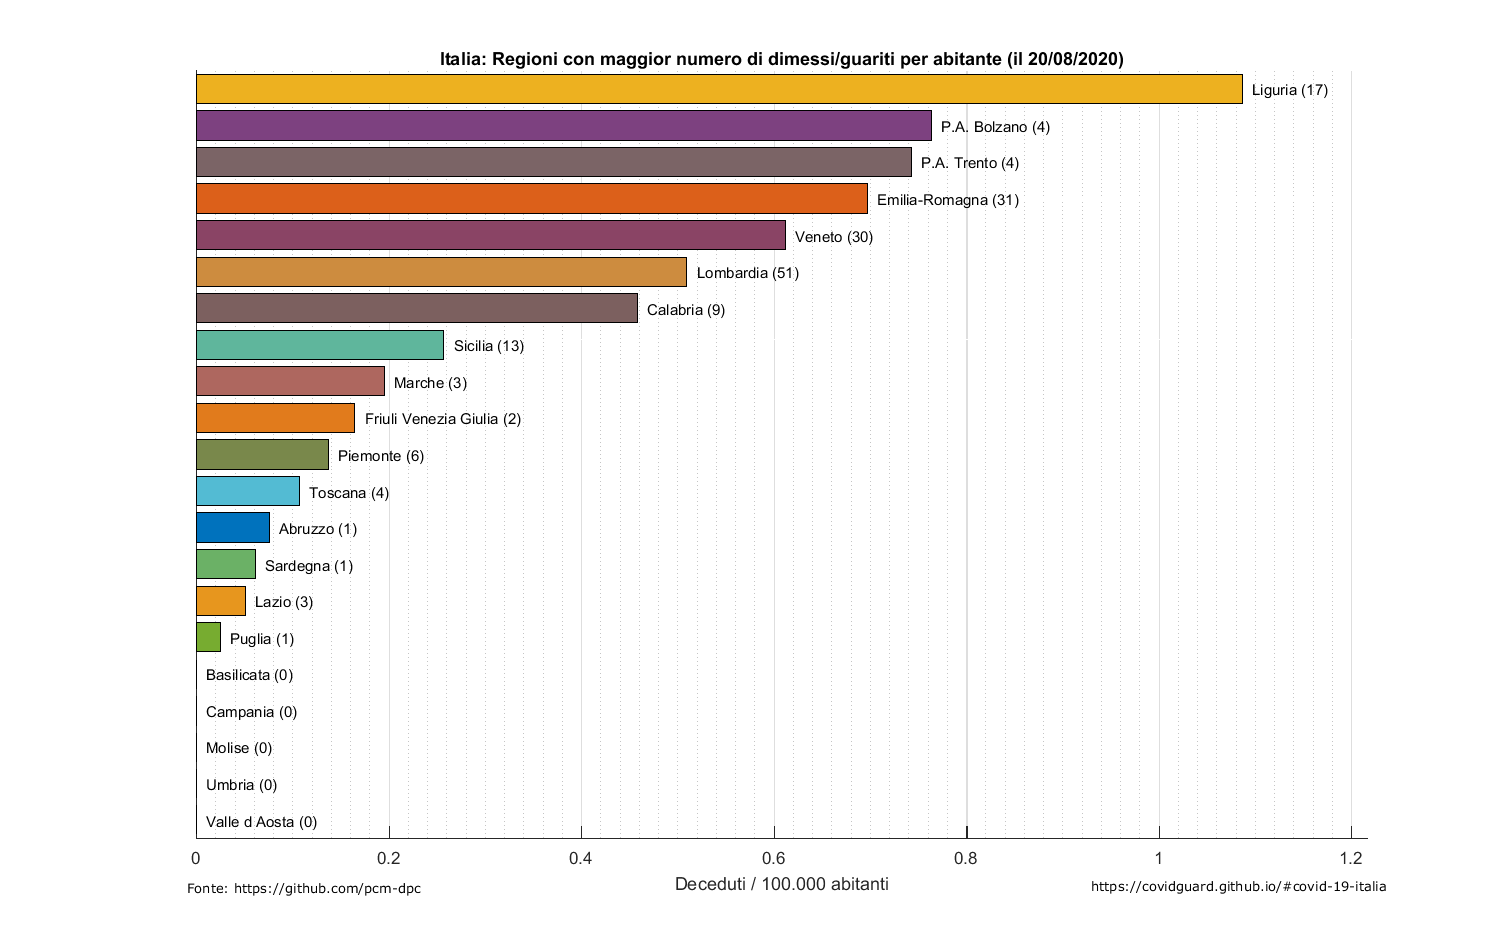 Italia: Regioni con maggior numero di dimessi/guariti per abitante (il 20/08/2020)
Liguria (17)
P.A. Bolzano (4)
P.A. Trento (4)
Emilia-Romagna (31)
Veneto (30)
Lombardia (51)
Calabria (9)
Sicilia (13)
Marche (3)
Friuli Venezia Giulia (2)
Piemonte (6)
Toscana (4)
Abruzzo (1)
Sardegna (1)
Lazio (3)
Puglia (1)
Basilicata (0)
Campania (0)
Molise (0)
Umbria (0)
Valle d Aosta (0)
0 0.2 0.4 0.6 0.8 1 1.2
Deceduti / 100.000 abitanti
Fonte: https://github.com/pcm-dpc
https://covidguard.github.io/#covid-19-italia